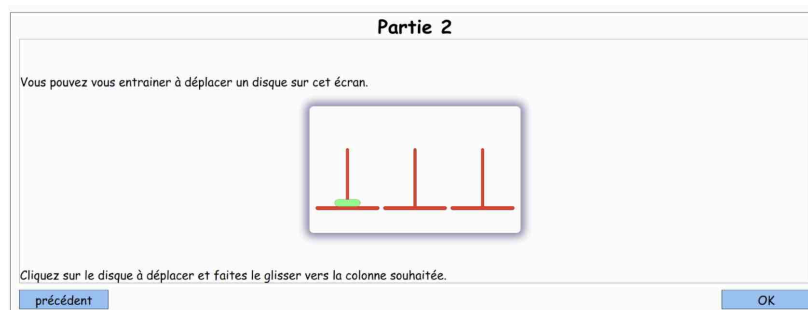 Partie 2
Vous pouvez vous entrainer à déplacer un disque sur cet écran.
Cliquez sur le disque à déplacer et faites le glisser vers la colonne souhaitée.
précédent
OK